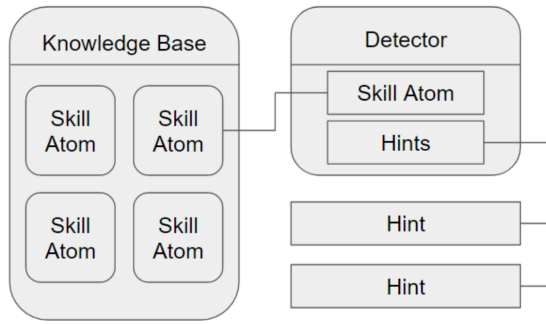 Knowledge Base
Skill
Atom
Skill
Atom
Skill
Atom
Skill
Atom
Detector
Skill Atom
Hints
Hint
Hint